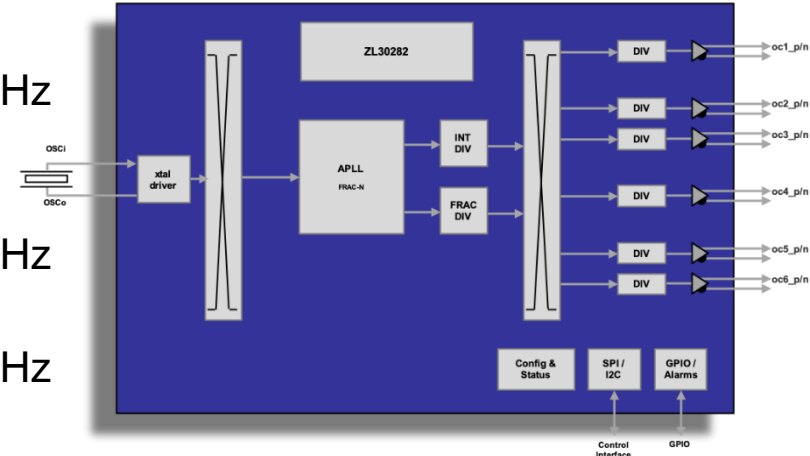 ZL30282
DIV
oc1_p/n
Hz
DIV
oc2_p/n
DIV
oc3_p/n
INT
DIV
OSCi
xtal
driver
APLL
FRAC-N
OSCo
FRAC
DIV
DIV
oc4_p/n
Hz
DIV
oc5_p/n
DIV
oc6_p/n
Hz
Config &
Status
SPI /
I2C
GPIO /
Alarms
Control
Interface
GPIO